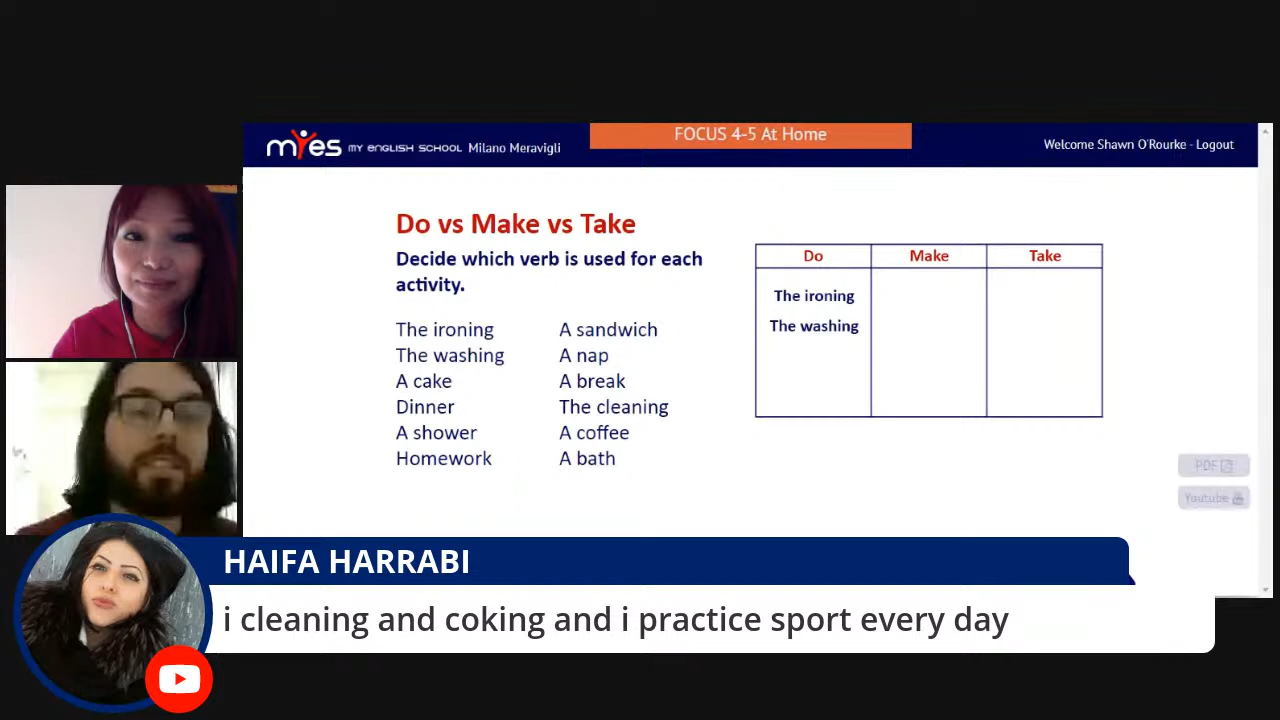 myes MY ENGLISH SCHOOL Milano Meravigli
FOCUS 4-5 At Home
Welcome Shawn O'Rourke - Logout
Do vs Make vs Take
Decide which verb is used for each
activity.
The ironing
The washing
A cake
Dinner
A shower
Homework
A sandwich
A nap
A break
The cleaning
A coffee
A bath
Do Make Take
The ironing
The washing
PDF
Youtube
HAIFA HARRABI
i cleaning and coking and i practice sport every day